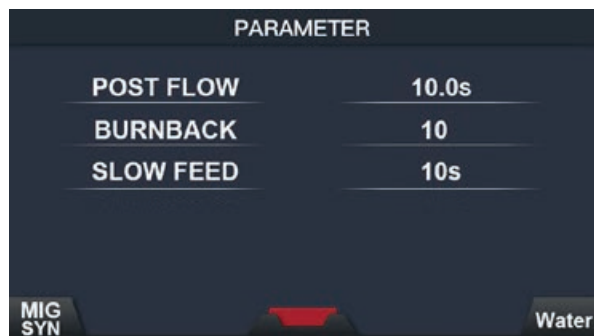 PARAMETER
POST FLOW 10.0s
BURNBACK 10
SLOW FEED 10s
MIG
SYN
Water